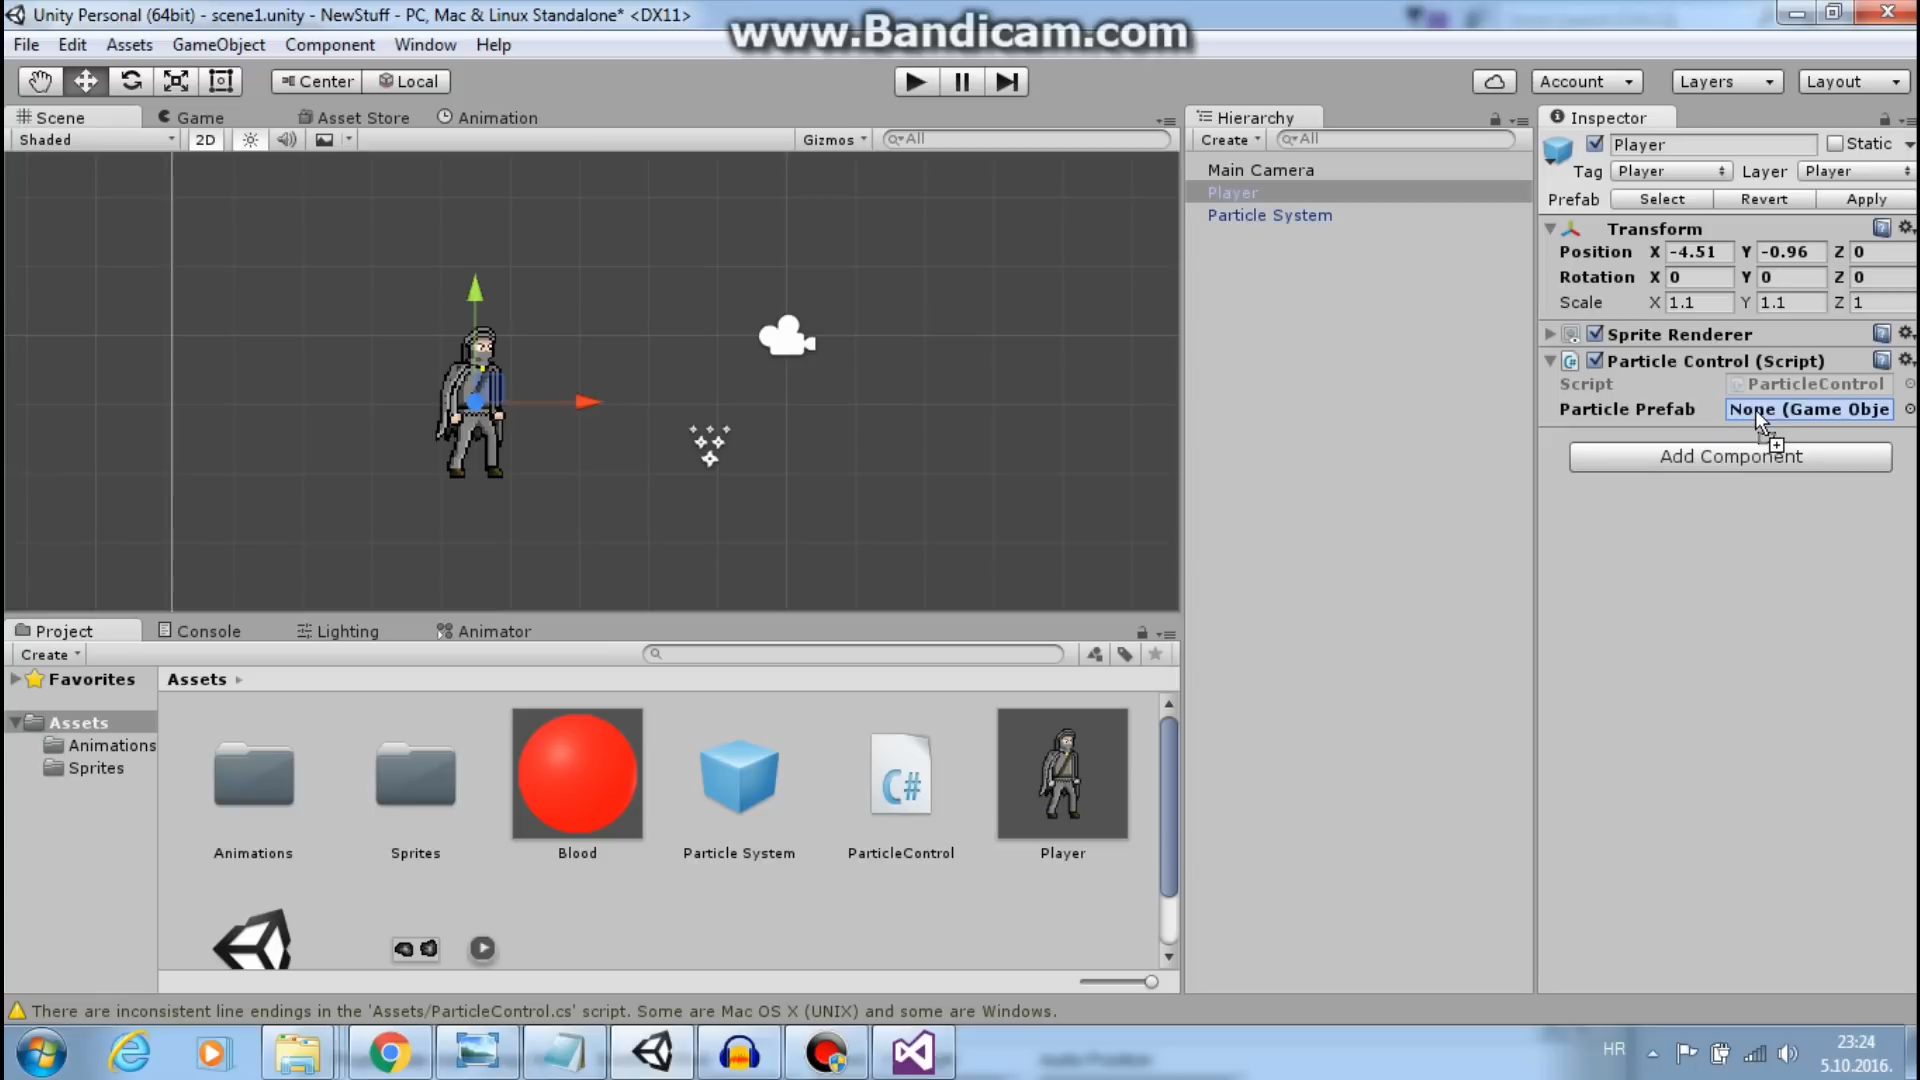 Unity Personal (64bit) - scene1.unity - NewStuff - PC, Mac & Linux Standalone* <DX11>
www.Bandicam.com
File Edit Assets GameObject Component Window Help
Center Local
Account Layers Layout
Scene Game Asset Store Animation
Shaded 2D Gizmos All
Hierarchy
Create All
Main Camera
Player
Particle System
Inspector
Player Static
Tag Player Layer Player
Prefab Select Revert Apply
Transform
Position X -4.51 Y -0.96 Z 0
Rotation X 0 Y 0 Z 0
Scale X 1.1 Y 1.1 Z 1
Sprite Renderer
Particle Control (Script)
Script ParticleControl
Particle Prefab None (Game Obje
Add Component
Project Console Lighting Animator
Create
Favorites
Assets
Animations
Sprites
Assets
Animations Sprites Blood Particle System ParticleControl Player
C#
There are inconsistent line endings in the 'Assets/ParticleControl.cs' script. Some are Mac OS X (UNIX) and some are Windows.
HR
23:24
5.10.2016.